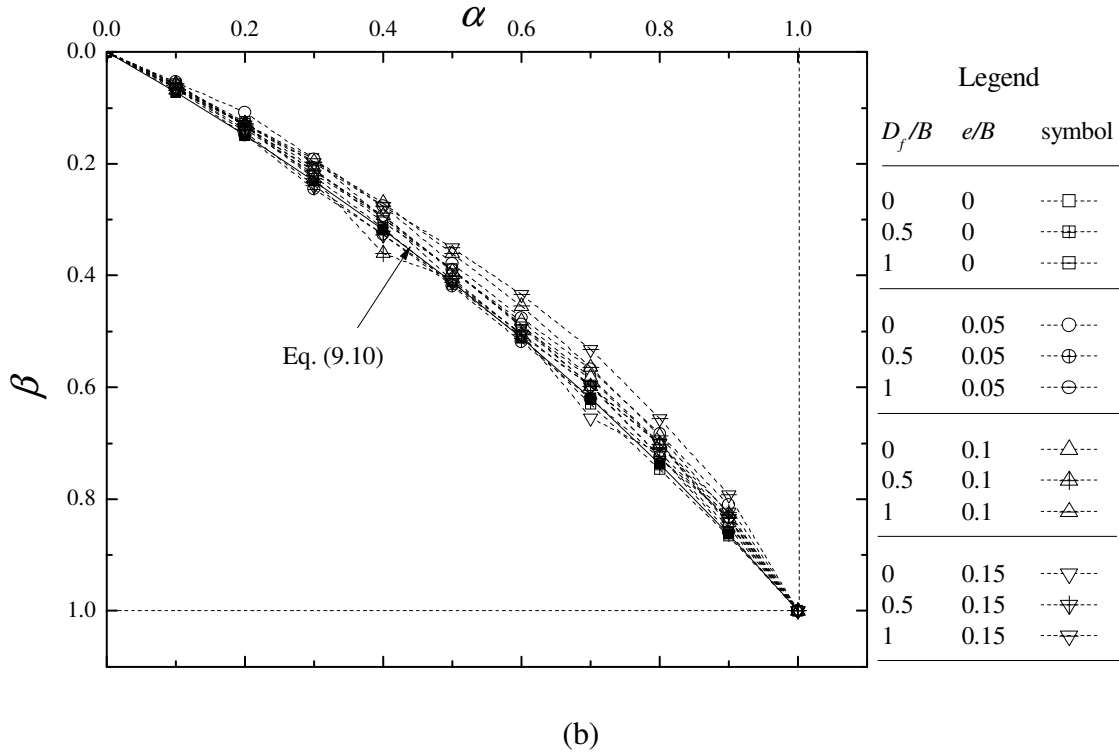 α
0.0 0.2 0.4 0.6 0.8 1.0
0.0
0.2
0.4
0.6
0.8
1.0
β
Eq. (9.10)
Legend
D_f/B e/B symbol
0 0
0.5 0
1 0
0 0.05
0.5 0.05
1 0.05
0 0.1
0.5 0.1
1 0.1
0 0.15
0.5 0.15
1 0.15
(b)